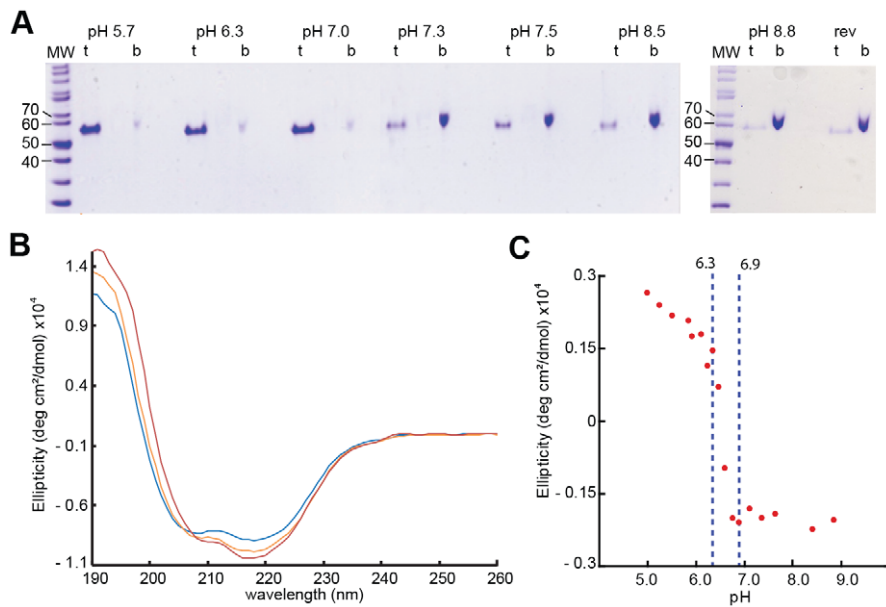 A
pH 5.7 pH 6.3 pH 7.0 pH 7.3 pH 7.5 pH 8.5 pH 8.8 rev
MW t b t b t b t b t b t b MW t b t b
70 70
60 60
50 50
40 40
B
Ellipticity (deg cm²/dmol) x10⁴
1.4
0.9
0.4
- 0.1
- 0.6
- 1.1
190 200 210 220 230 240 250 260
wavelength (nm)
C
6.3 6.9
Ellipticity (deg cm²/dmol) x10⁴
0.3
0.15
0
- 0.15
- 0.3
5.0 6.0 7.0 8.0 9.0
pH